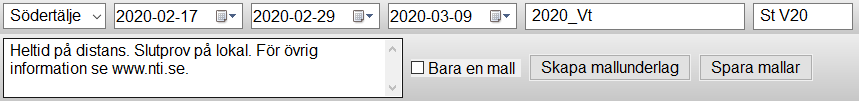 Södertälje 2020-02-17 2020-02-29 2020-03-09 2020_Vt St V20
Heltid på distans. Slutprov på lokal. För övrig
information se www.nti.se.
Bara en mall Skapa mallunderlag Spara mallar